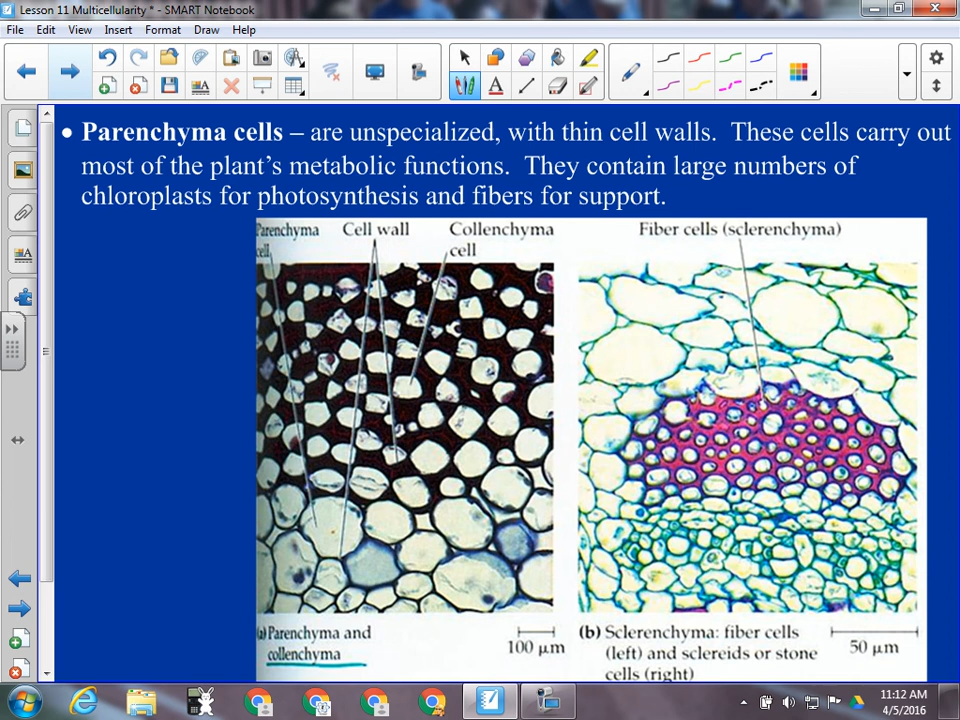 Lesson 11 Multicellularity * - SMART Notebook
File Edit View Insert Format Draw Help
• Parenchyma cells – are unspecialized, with thin cell walls. These cells carry out
most of the plant's metabolic functions. They contain large numbers of
chloroplasts for photosynthesis and fibers for support.
Parenchyma Cell wall Collenchyma Fiber cells (sclerenchyma)
cell cell
(a) Parenchyma and
collenchyma
100 µm
(b) Sclerenchyma: fiber cells
(left) and sclereids or stone
cells (right)
50 µm
11:12 AM
4/5/2016